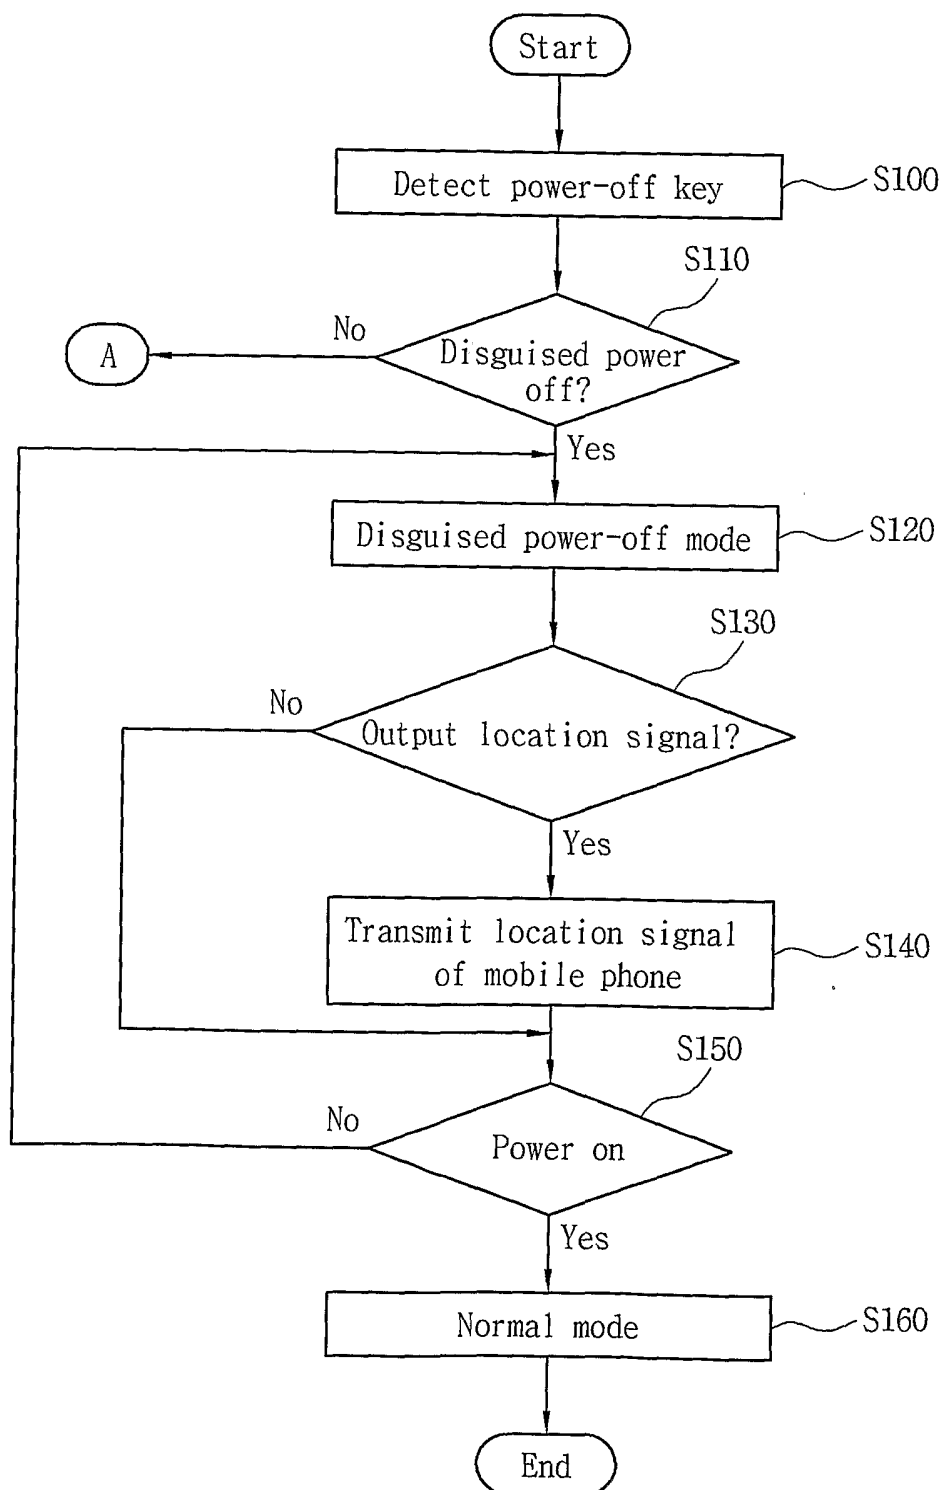 Start
Detect power-off key
S100
S110
No
A
Disguised power
off?
Yes
Disguised power-off mode
S120
S130
No
Output location signal?
Yes
Transmit location signal
of mobile phone
S140
S150
No
Power on
Yes
Normal mode
S160
End